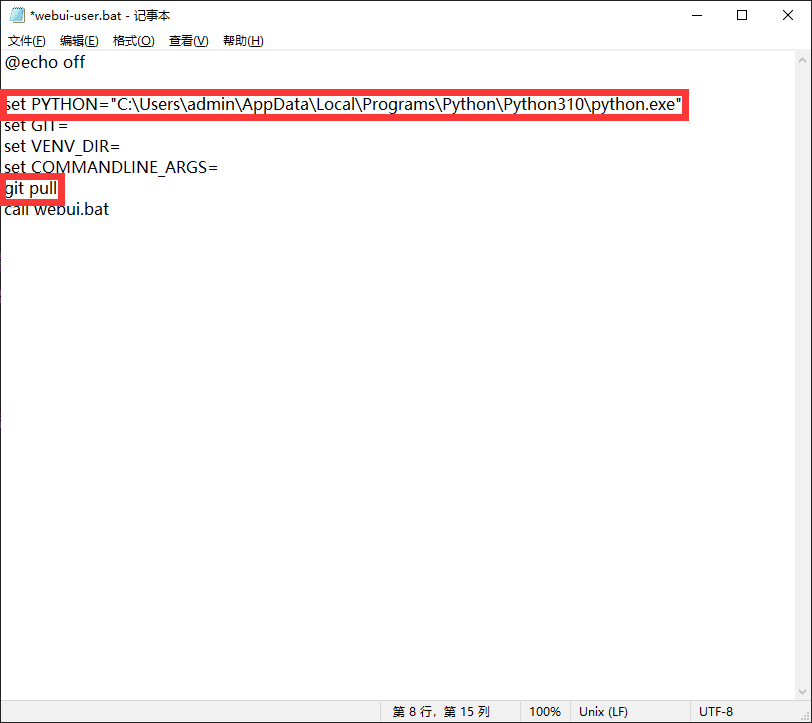 *webui-user.bat - 记事本
文件(F) 编辑(E) 格式(O) 查看(V) 帮助(H)
@echo off
set PYTHON="C:\Users\admin\AppData\Local\Programs\Python\Python310\python.exe"
set GIT=
set VENV_DIR=
set COMMANDLINE_ARGS=
git pull
call webui.bat
第 8 行，第 15 列 100% Unix (LF) UTF-8